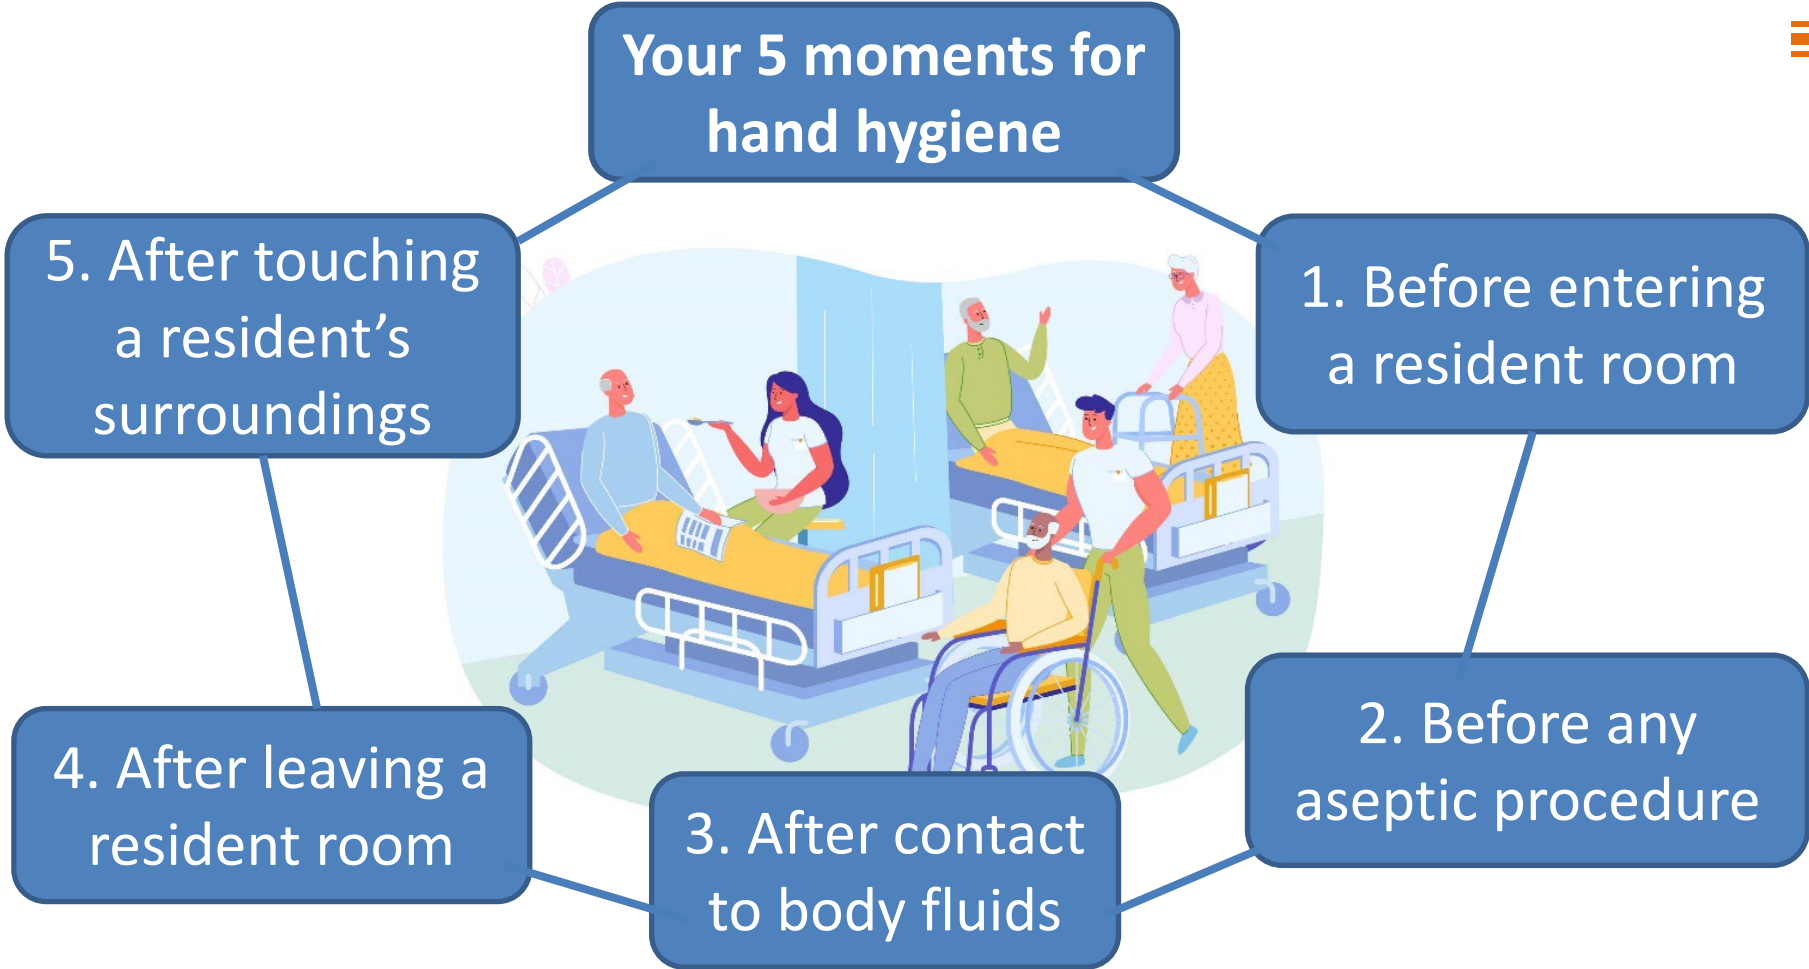 Your 5 moments for
hand hygiene
1. Before entering
a resident room
2. Before any
aseptic procedure
3. After contact
to body fluids
4. After leaving a
resident room
5. After touching
a resident’s
surroundings